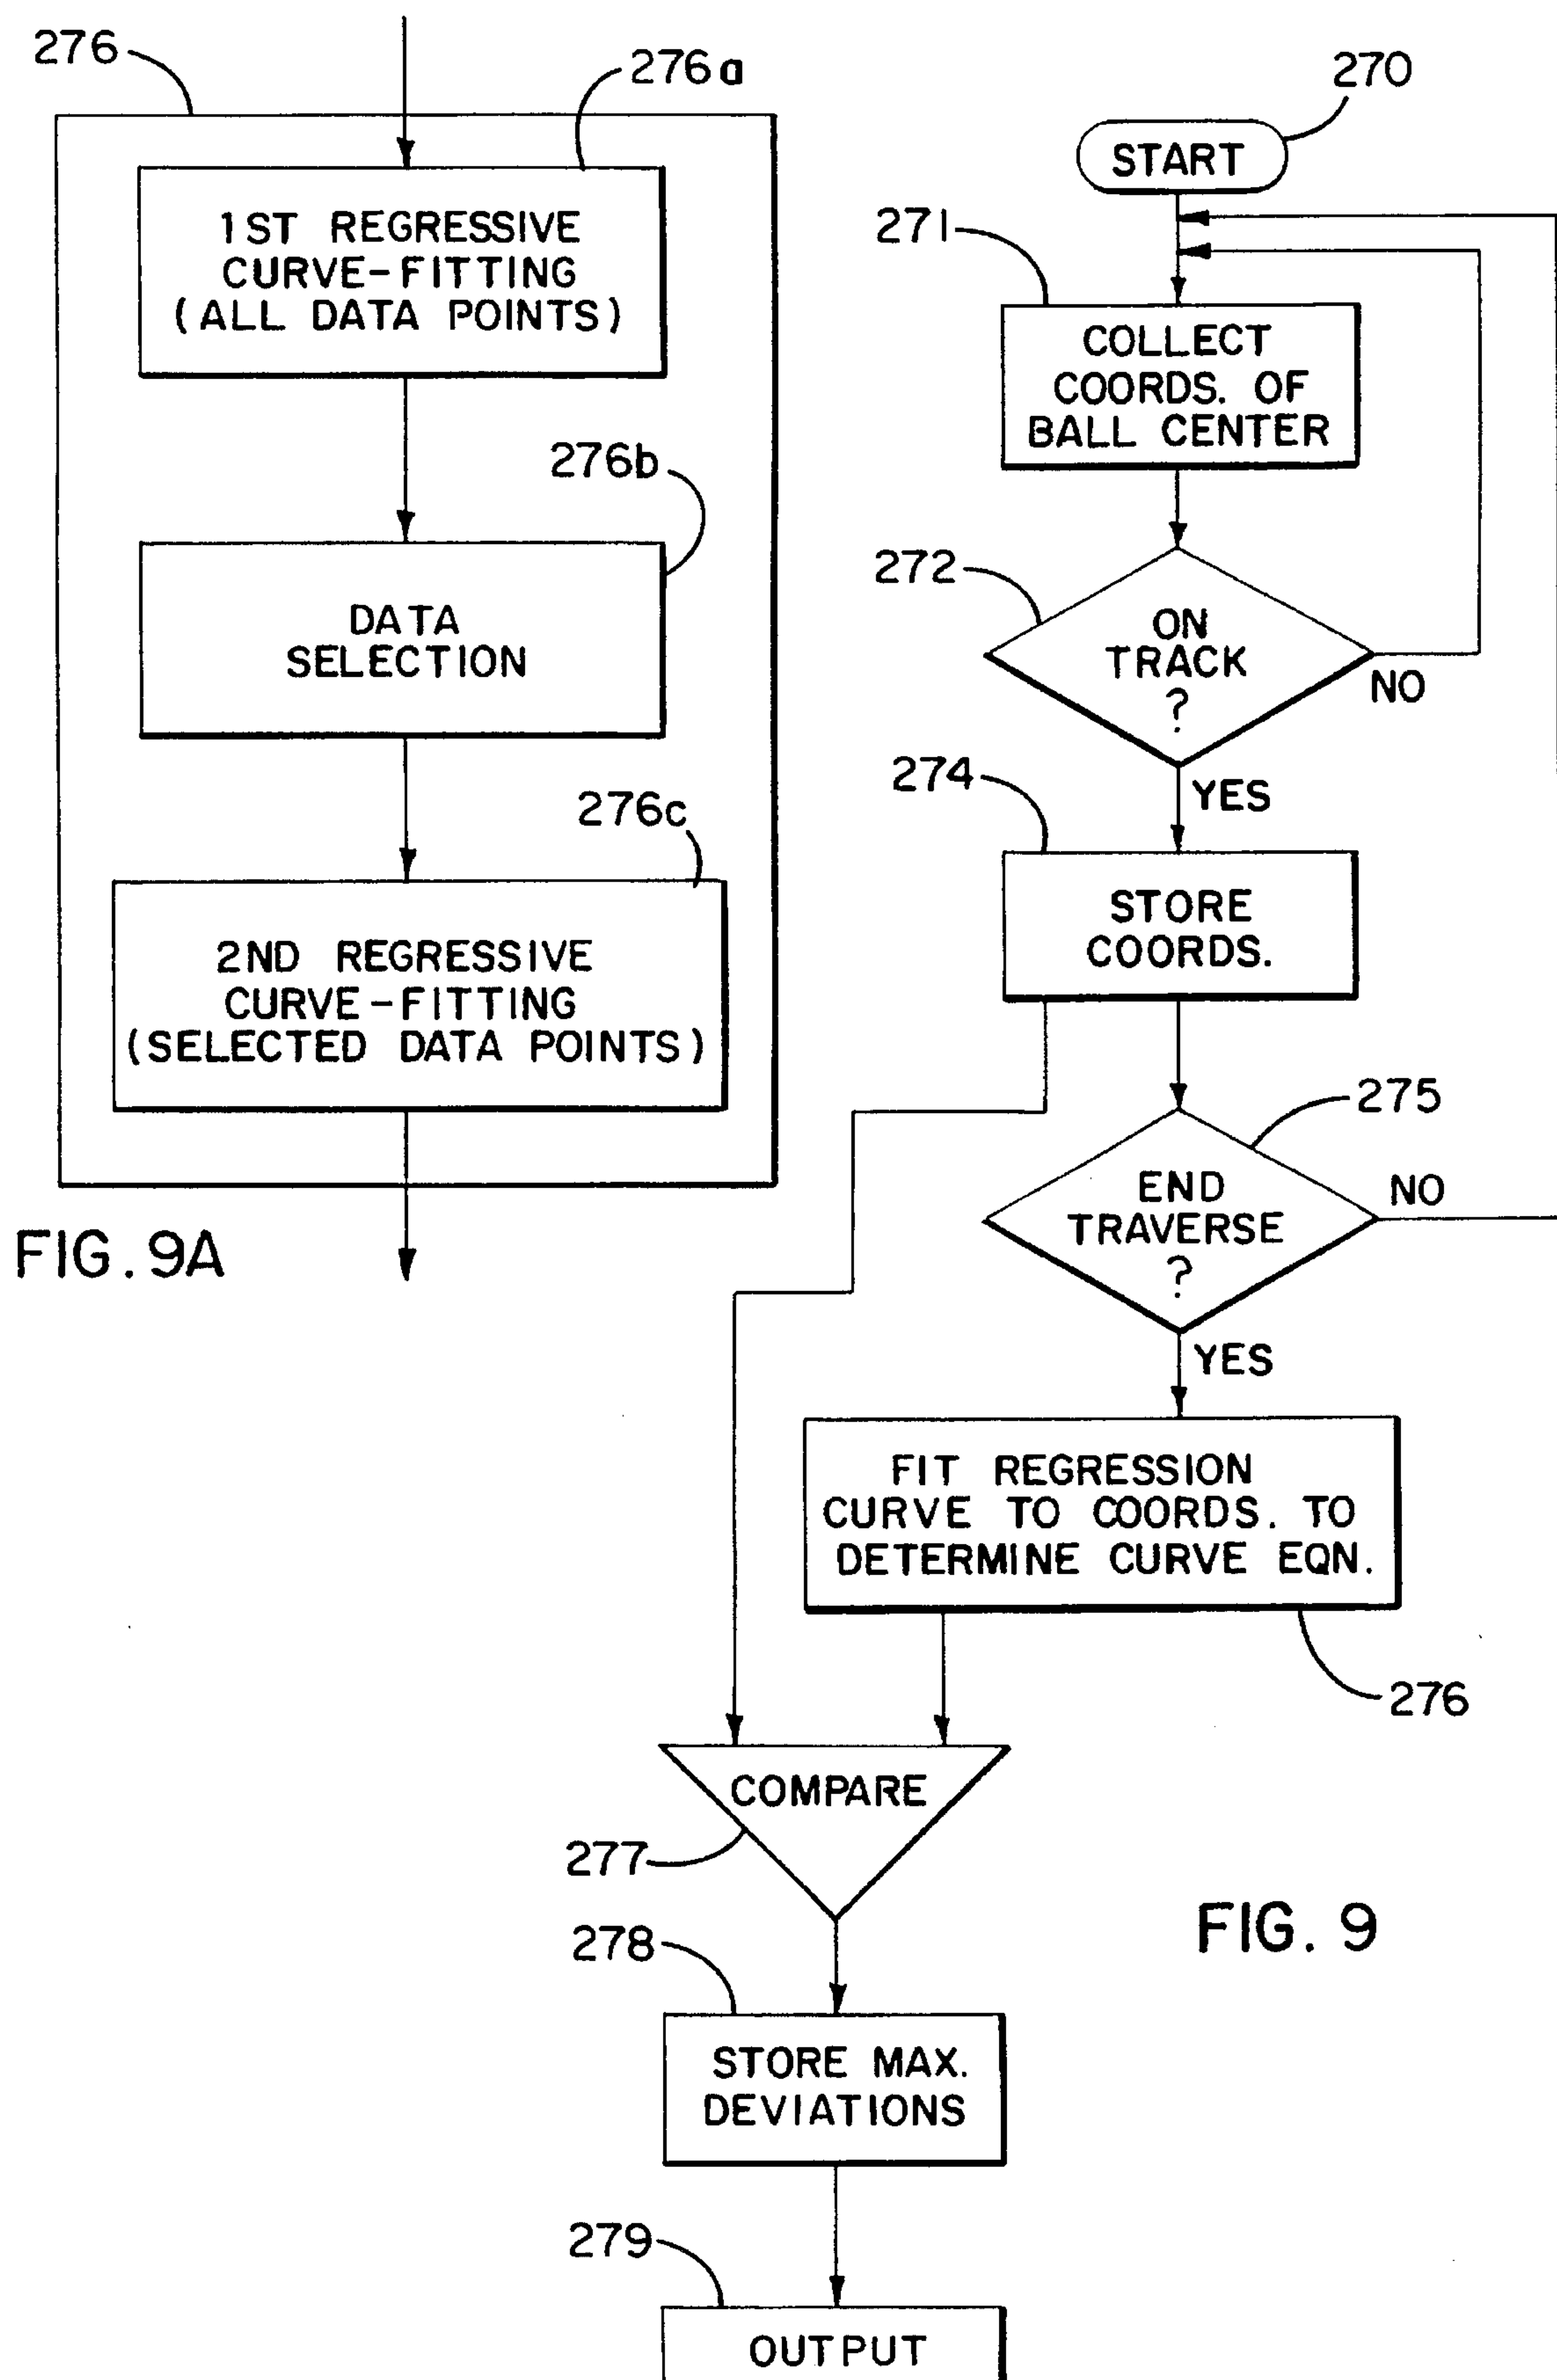 276
276a
1ST REGRESSIVE
CURVE-FITTING
(ALL DATA POINTS)
276b
DATA
SELECTION
276c
2ND REGRESSIVE
CURVE-FITTING
(SELECTED DATA POINTS)
FIG. 9A
270
START
271
COLLECT
COORDS. OF
BALL CENTER
272
ON
TRACK
?
NO
YES
274
STORE
COORDS.
275
END
TRAVERSE
?
NO
YES
FIT REGRESSION
CURVE TO COORDS. TO
DETERMINE CURVE EQN.
276
COMPARE
277
FIG. 9
278
STORE MAX.
DEVIATIONS
279
OUTPUT